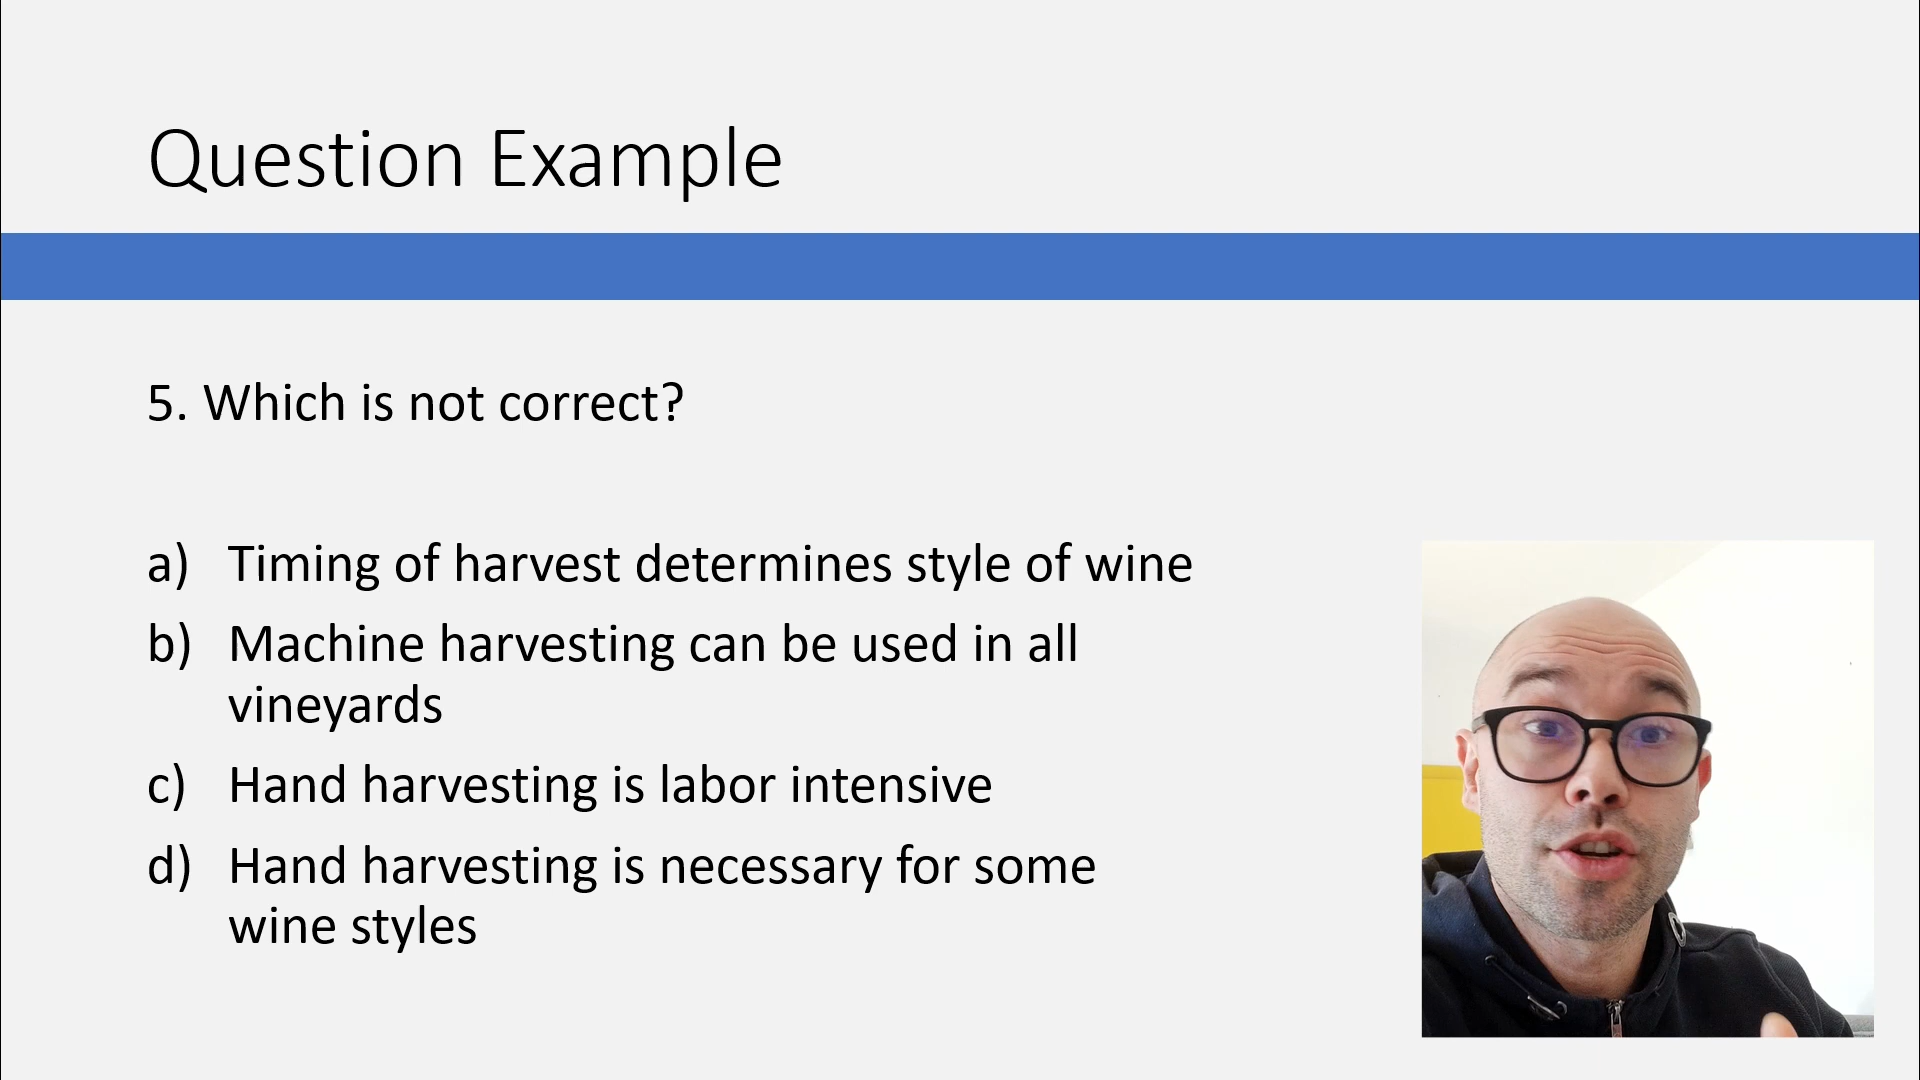 Question Example
5. Which is not correct?
a) Timing of harvest determines style of wine
b) Machine harvesting can be used in all
vineyards
c) Hand harvesting is labor intensive
d) Hand harvesting is necessary for some
wine styles